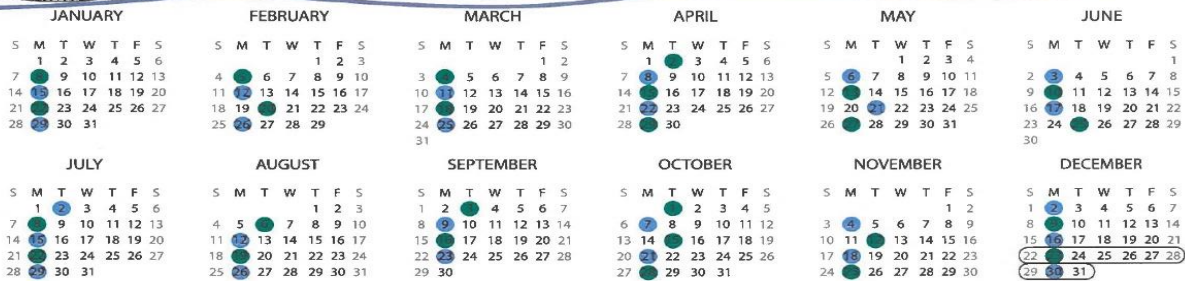 JANUARY
S M T W T F S
1 2 3 4 5 6
7 9 10 11 12 13
14 15 16 17 18 19 20
21 23 24 25 26 27
28 29 30 31
FEBRUARY
S M T W T F S
1 2 3
4 6 7 8 9 10
11 12 13 14 15 16 17
18 19 21 22 23 24
25 26 27 28 29
MARCH
S M T W T F S
1 2
3 5 6 7 8 9
10 11 12 13 14 15 16
17 19 20 21 22 23
24 25 26 27 28 29 30
31
APRIL
S M T W T F S
1 3 4 5 6
7 8 9 10 11 12 13
14 16 17 18 19 20
21 22 23 24 25 26 27
28 30
MAY
S M T W T F S
1 2 3 4
5 6 7 8 9 10 11
12 14 15 16 17 18
19 20 21 22 23 24 25
26 28 29 30 31
JUNE
S M T W T F S
1
2 3 4 5 6 7 8
9 11 12 13 14 15
16 17 18 19 20 21 22
23 24 26 27 28 29
30
JULY
S M T W T F S
1 2 3 4 5 6
7 9 10 11 12 13
14 15 16 17 18 19 20
21 23 24 25 26 27
28 29 30 31
AUGUST
S M T W T F S
1 2 3
4 5 7 8 9 10
11 12 13 14 15 16 17
18 20 21 22 23 24
25 26 27 28 29 30 31
SEPTEMBER
S M T W T F S
1 2 4 5 6 7
8 9 10 11 12 13 14
15 17 18 19 20 21
22 23 24 25 26 27 28
29 30
OCTOBER
S M T W T F S
2 3 4 5
6 7 8 9 10 11 12
13 14 16 17 18 19
20 21 22 23 24 25 26
27 29 30 31
NOVEMBER
S M T W T F S
1 2
3 4 5 6 7 8 9
10 11 13 14 15 16
17 18 19 20 21 22 23
24 26 27 28 29 30
DECEMBER
S M T W T F S
1 2 3 4 5 6 7
8 10 11 12 13 14
15 16 17 18 19 20 21
22 24 25 26 27 28
29 30 31